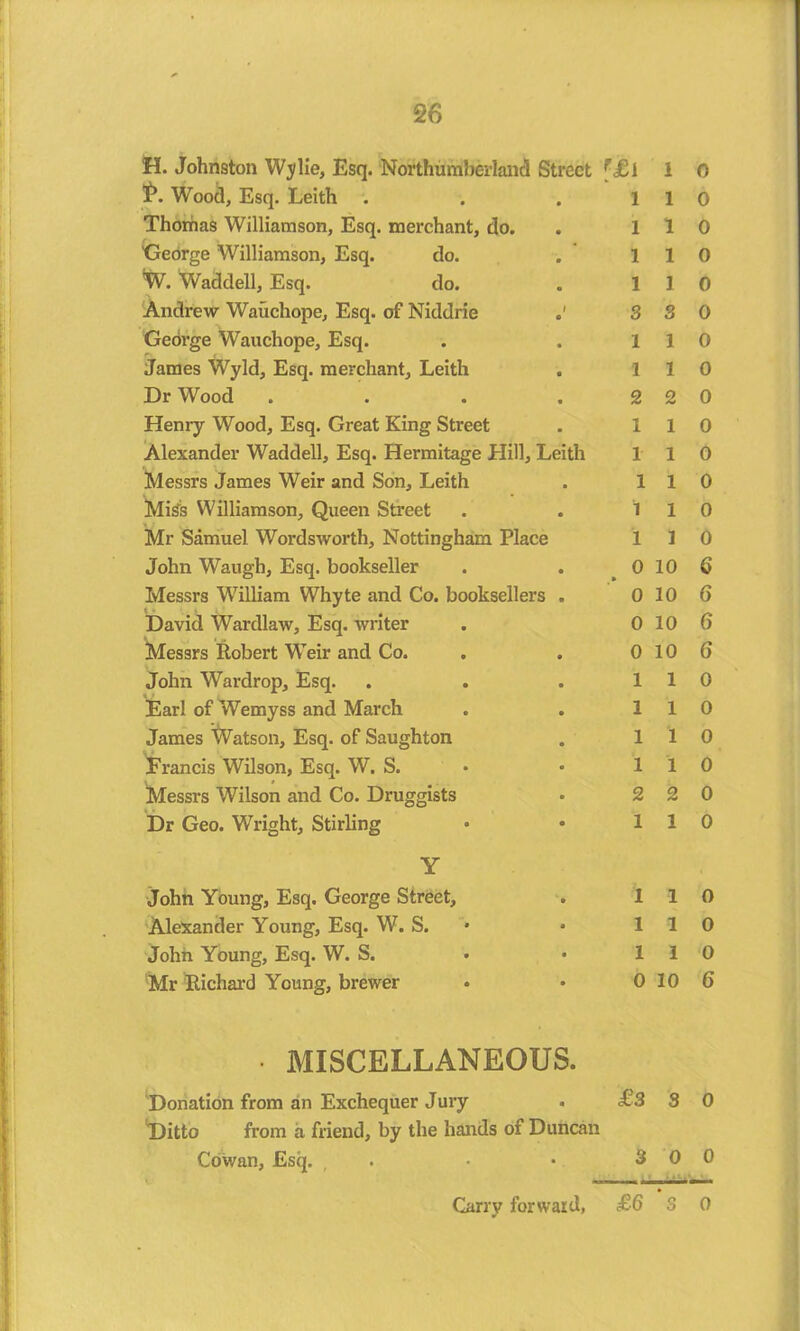 26
H. Johnston Wylie, Esq. Northumberland Street £1 1 0
P. Wood, Esq. Leith . . . 1 1 0
Thomas Williamson, Esq. merchant, do. . 1 1 0
George Williamson, Esq. do. . 1 1 0
W. Waddell, Esq. do. . 1 1 0
Andrew Wauchope, Esq. of Niddrie . 3 3 0
George Wauchope, Esq. . . 1 1 0
James Wyld, Esq. merchant, Leith . 1 1 0
Dr Wood . . . . 2 2 0
Henry Wood, Esq. Great King Street . 1 1 0
Alexander Waddell, Esq. Hermitage Hill, Leith 1 1 0
Messrs James Weir and Son, Leith . 1 1 0
Miss Williamson, Queen Street . . 1 1 0
Mr Samuel Wordsworth, Nottingham Place 1 1 0
John Waugh, Esq. bookseller . . 0 10 6
Messrs William Whyte and Co. booksellers . 0 10 6
David Wardlaw, Esq. writer . 0 10 6
Messrs Robert Weir and Co. . . 0 10 6
John Wardrop, Esq. . . . 1 1 0
Earl of Wemyss and March . . 1 1 0
James Watson, Esq. of Saughton . 1 1 0
Francis Wilson, Esq. W. S. . . 1 1 0
Messrs Wilson and Co. Druggists . 2 2 0
Dr Geo. Wright, Stirling . . 1 1 0
Y
John Young, Esq. George Street, . 1 1 0
Alexander Young, Esq. W. S. . . 1 1 0
John Young, Esq. W. S. . . 1 1 0
Mr Richard Young, brewer . . 0 10 6
MISCELLANEOUS.
Donation from an Exchequer Jury . £3 3 0
Ditto from a friend, by the hands of Duncan
Cowan, Esq. . . . 3 0 0
Carry forward, £6 3 0